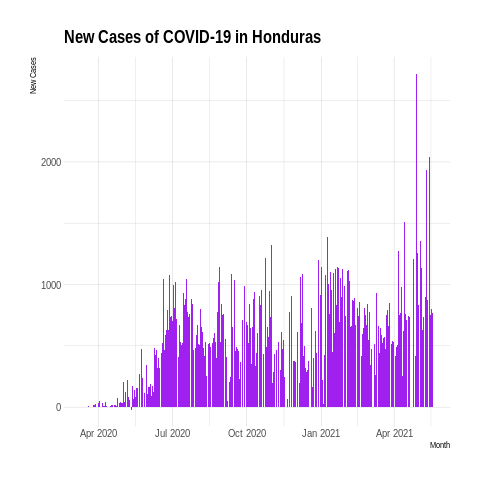 New Cases of COVID-19 in Honduras
New Cases
2000
1000
0
Apr 2020 Jul 2020 Oct 2020 Jan 2021 Apr 2021
Month